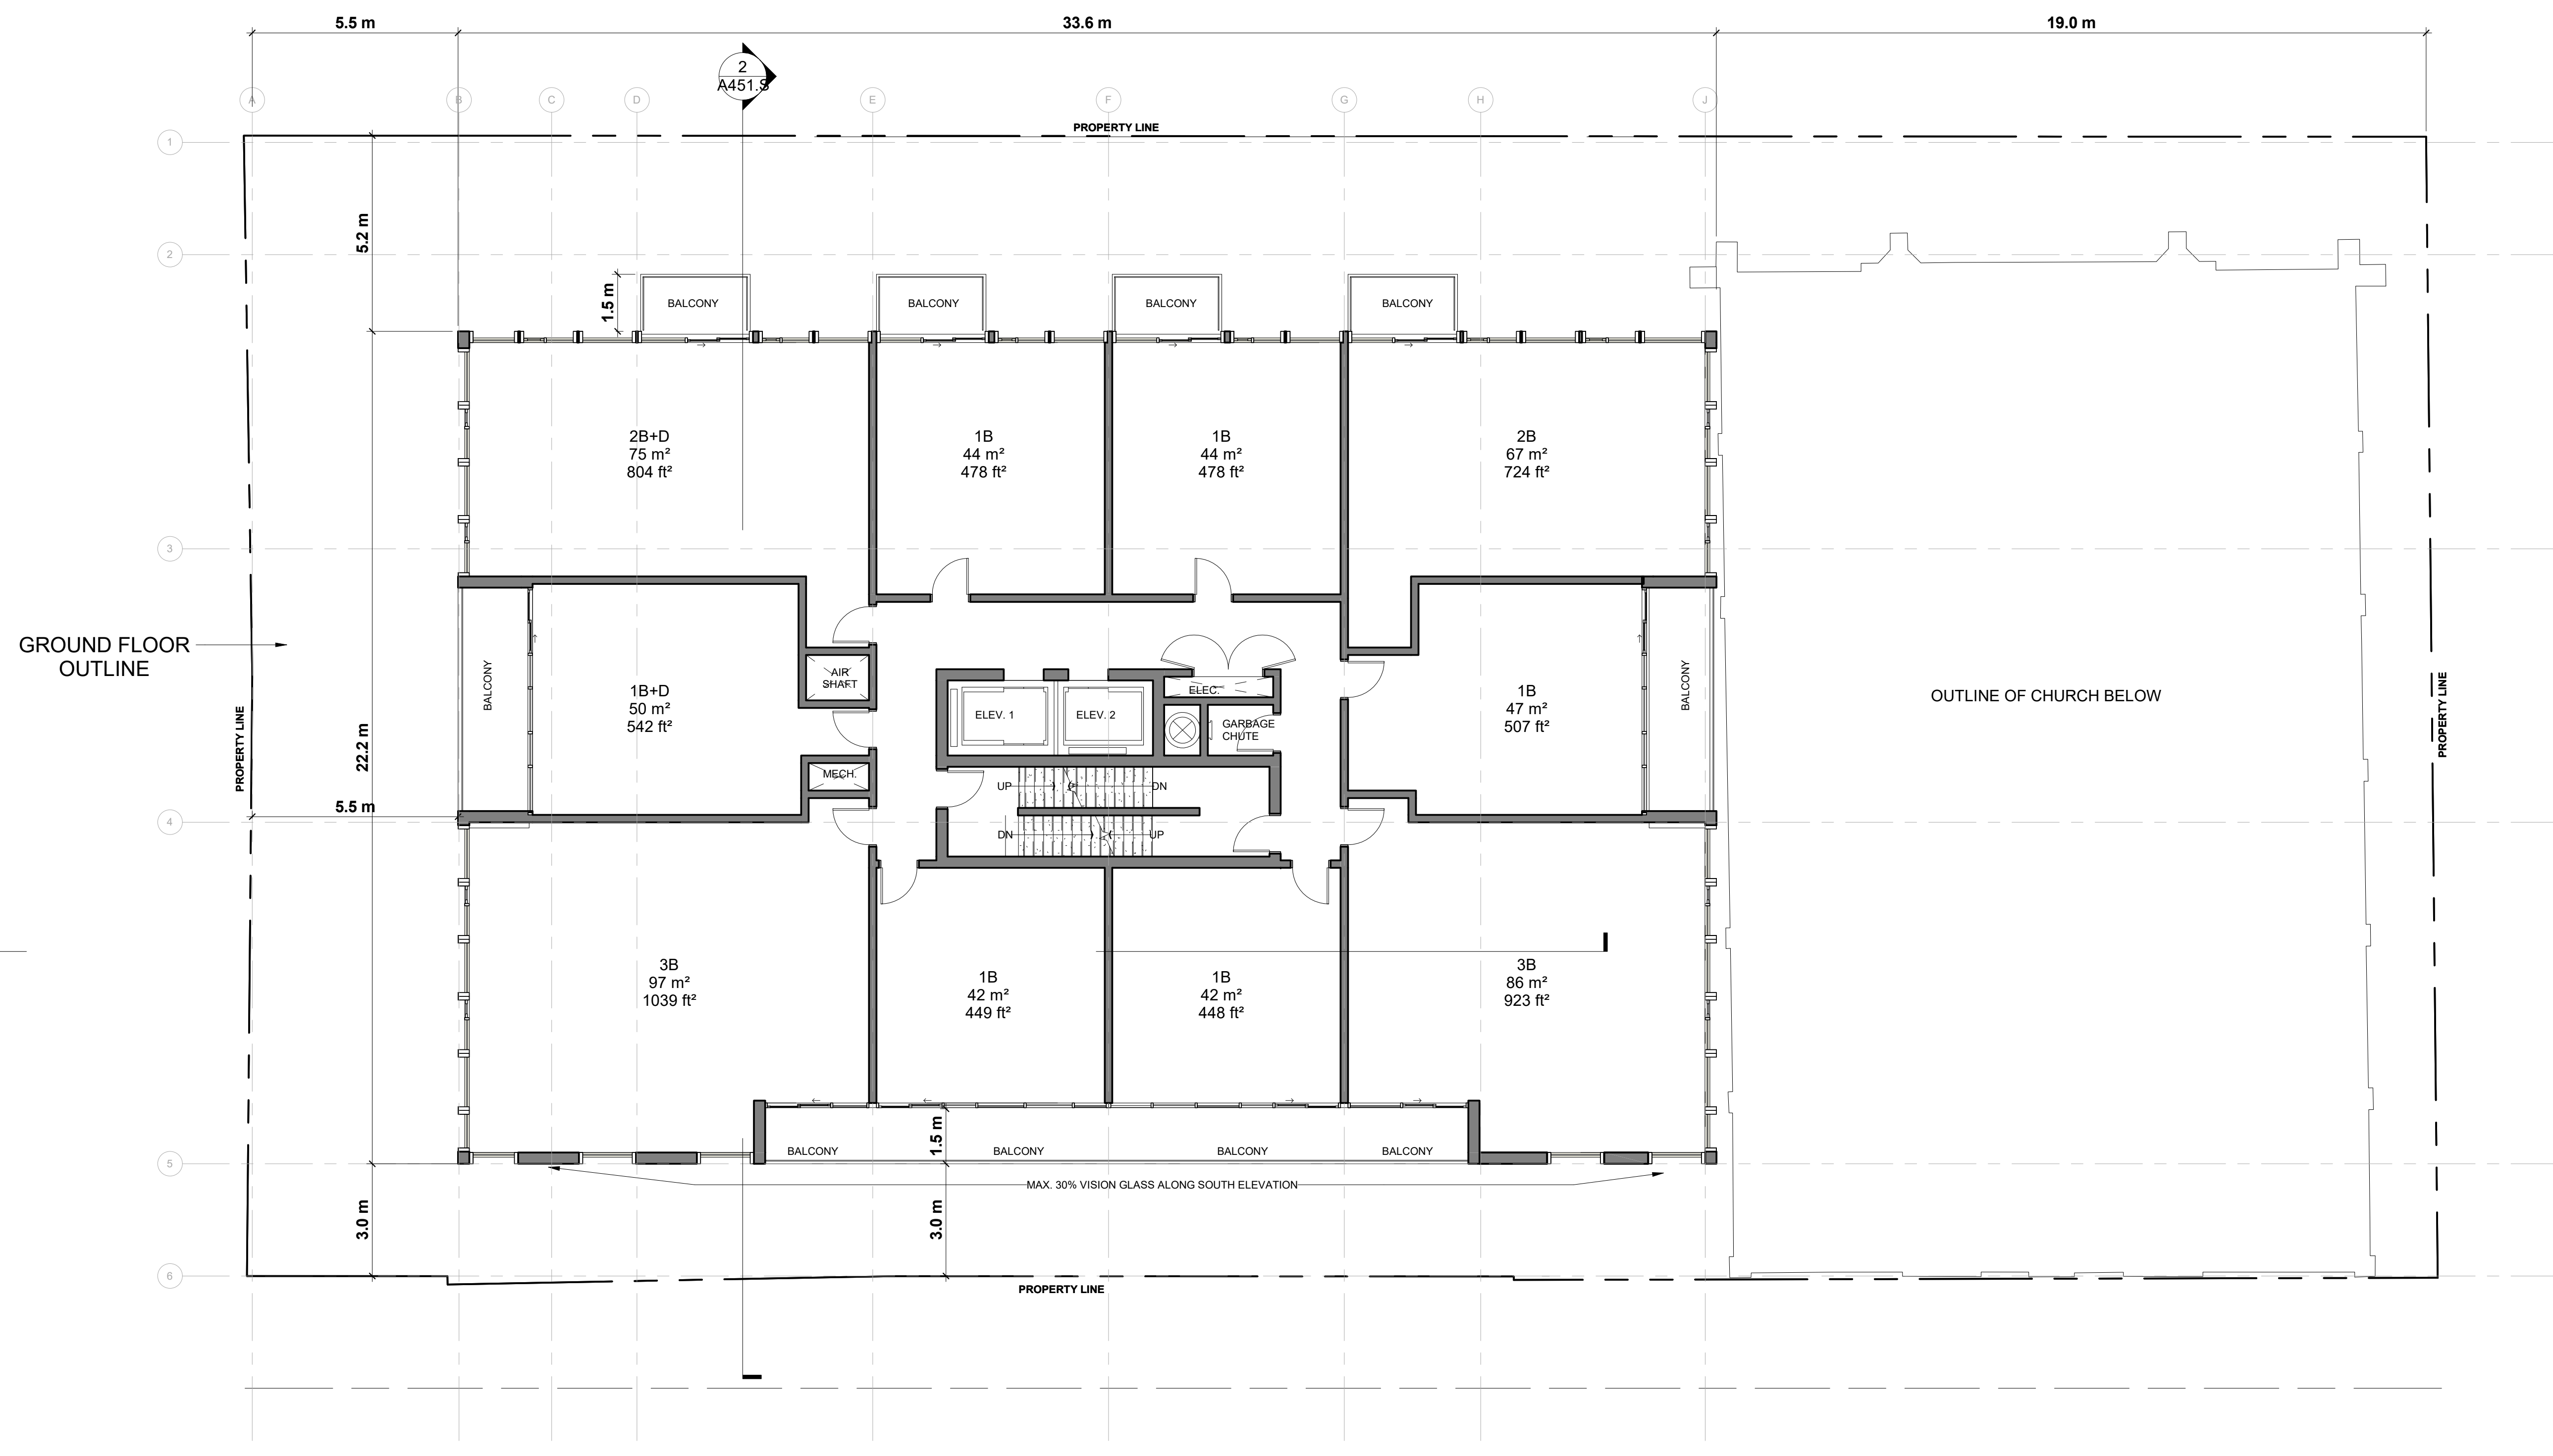 5.5 m
33.6 m
19.0 m
2
A451.S
A
B
C
D
E
F
G
H
J
PROPERTY LINE
1
5.2 m
2
1.5 m
BALCONY
BALCONY
BALCONY
BALCONY
2B+D
75 m²
804 ft²
1B
44 m²
478 ft²
1B
44 m²
478 ft²
2B
67 m²
724 ft²
3
GROUND FLOOR
OUTLINE
PROPERTY LINE
22.2 m
5.5 m
BALCONY
1B+D
50 m²
542 ft²
AIR
SHAFT
MECH.
ELEV. 1
ELEV. 2
ELEC.
GARBAGE
CHUTE
UP
DN
DN
UP
1B
47 m²
507 ft²
BALCONY
OUTLINE OF CHURCH BELOW
PROPERTY LINE
4
3B
97 m²
1039 ft²
1B
42 m²
449 ft²
1B
42 m²
448 ft²
3B
86 m²
923 ft²
1.5 m
BALCONY
BALCONY
BALCONY
BALCONY
5
MAX. 30% VISION GLASS ALONG SOUTH ELEVATION
3.0 m
3.0 m
6
PROPERTY LINE